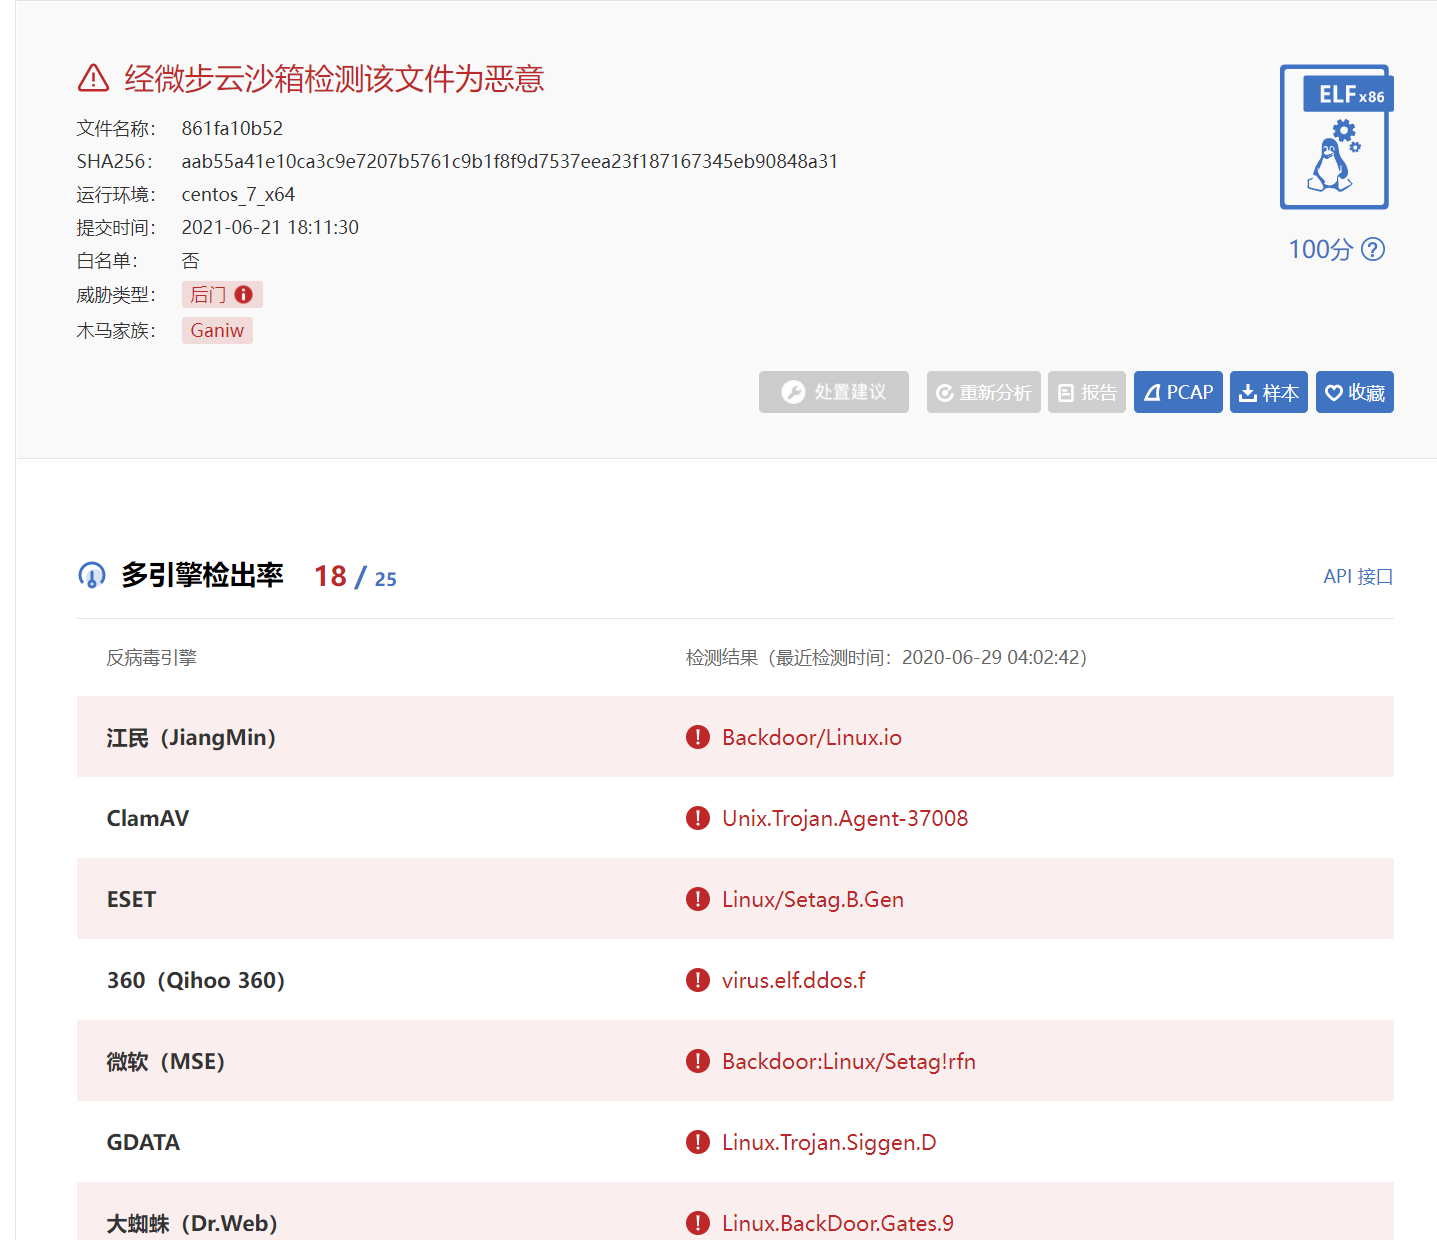 经微步云沙箱检测该文件为恶意
文件名称： 861fa10b52
SHA256： aab55a41e10ca3c9e7207b5761c9b1f8f9d7537eea23f187167345eb90848a31
运行环境： centos_7_x64
提交时间： 2021-06-21 18:11:30
白名单： 否
威胁类型： 后门
木马家族： Ganiw
ELF x86
100分
处置建议 重新分析 报告 PCAP 样本 收藏
多引擎检出率 18 / 25 API 接口
反病毒引擎 检测结果（最近检测时间：2020-06-29 04:02:42）
江民（JiangMin） Backdoor/Linux.io
ClamAV Unix.Trojan.Agent-37008
ESET Linux/Setag.B.Gen
360（Qihoo 360） virus.elf.ddos.f
微软（MSE） Backdoor:Linux/Setag!rfn
GDATA Linux.Trojan.Siggen.D
大蜘蛛（Dr.Web） Linux.BackDoor.Gates.9